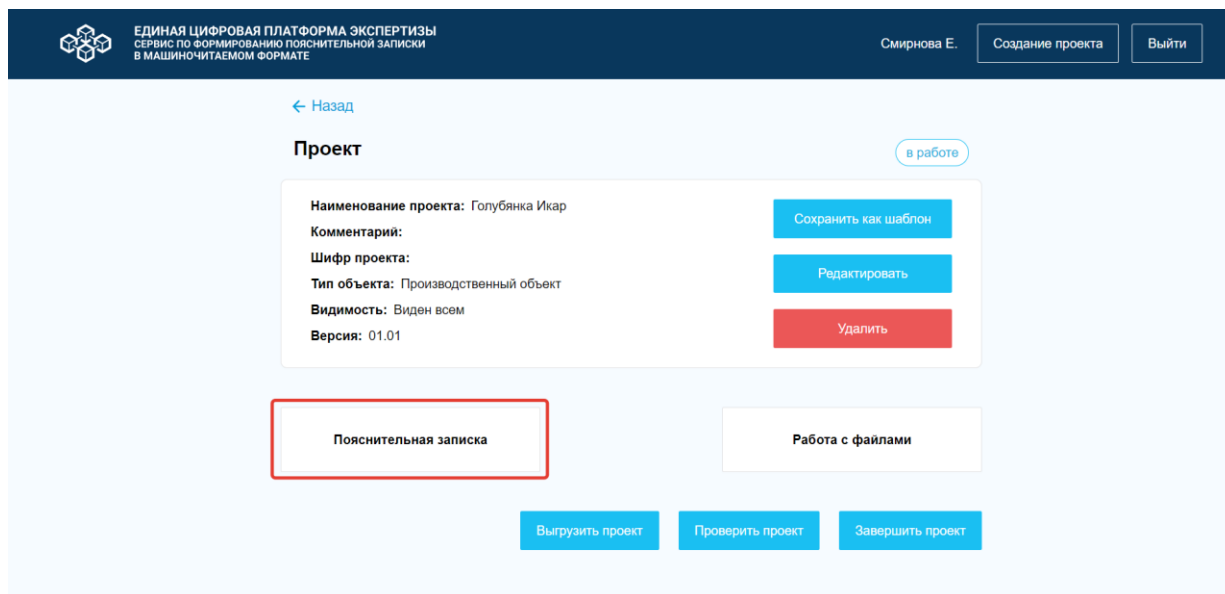 ЕДИНАЯ ЦИФРОВАЯ ПЛАТФОРМА ЭКСПЕРТИЗЫ
СЕРВИС ПО ФОРМИРОВАНИЮ ПОЯСНИТЕЛЬНОЙ ЗАПИСКИ
В МАШИНОЧИТАЕМОМ ФОРМАТЕ
Смирнова Е.
Создание проекта
Выйти
← Назад
Проект
в работе
Наименование проекта: Голубянка Икар
Комментарий:
Шифр проекта:
Тип объекта: Производственный объект
Видимость: Виден всем
Версия: 01.01
Сохранить как шаблон
Редактировать
Удалить
Пояснительная записка
Работа с файлами
Выгрузить проект
Проверить проект
Завершить проект